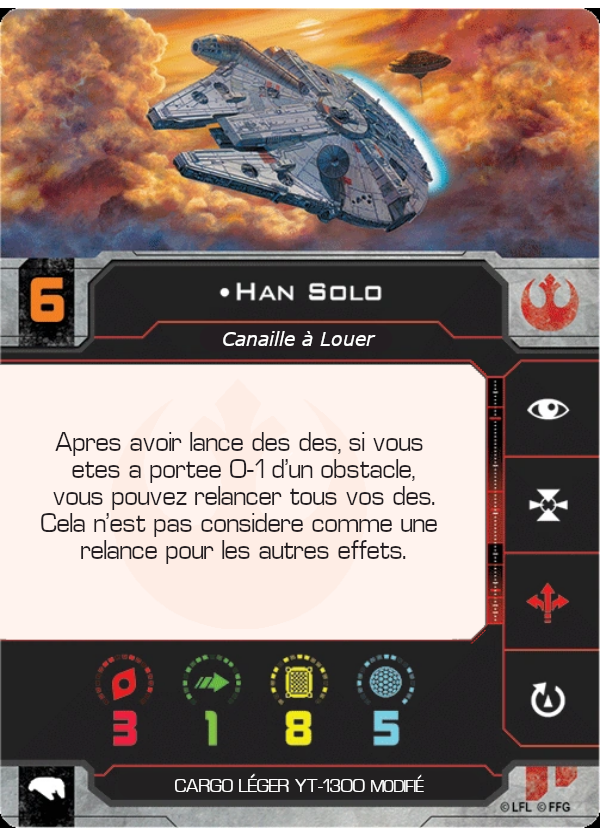 6
•Han Solo
Canaille à Louer
Apres avoir lance des des, si vous
etes a portee 0-1 d'un obstacle,
vous pouvez relancer tous vos des.
Cela n'est pas considere comme une
relance pour les autres effets.
3 1 8 5
CARGO LÉGER YT-1300 MODIFIÉ
©LFL ©FFG